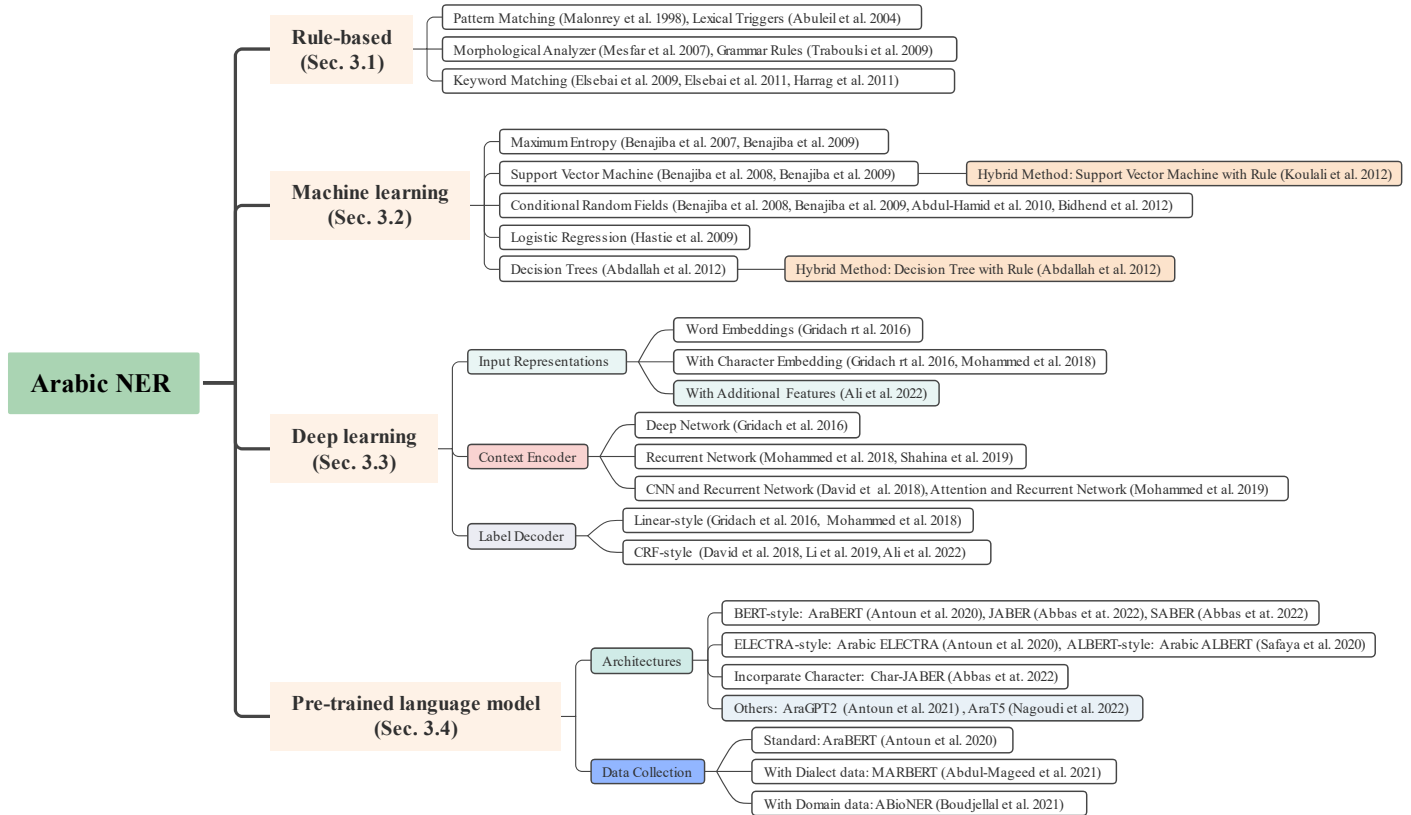 Arabic NER
Rule-based
(Sec. 3.1)
Pattern Matching (Malonrey et al. 1998), Lexical Triggers (Abuleil et al. 2004)
Morphological Analyzer (Mesfar et al. 2007), Grammar Rules (Traboulsi et al. 2009)
Keyword Matching (Elsebai et al. 2009, Elsebai et al. 2011, Harrag et al. 2011)
Machine learning
(Sec. 3.2)
Maximum Entropy (Benajiba et al. 2007, Benajiba et al. 2009)
Support Vector Machine (Benajiba et al. 2008, Benajiba et al. 2009)
Hybrid Method: Support Vector Machine with Rule (Koulali et al. 2012)
Conditional Random Fields (Benajiba et al. 2008, Benajiba et al. 2009, Abdul-Hamid et al. 2010, Bidhend et al. 2012)
Logistic Regression (Hastie et al. 2009)
Decision Trees (Abdallah et al. 2012)
Hybrid Method: Decision Tree with Rule (Abdallah et al. 2012)
Deep learning
(Sec. 3.3)
Input Representations
Word Embeddings (Gridach rt al. 2016)
With Character Embedding (Gridach rt al. 2016, Mohammed et al. 2018)
With Additional Features (Ali et al. 2022)
Context Encoder
Deep Network (Gridach et al. 2016)
Recurrent Network (Mohammed et al. 2018, Shahina et al. 2019)
CNN and Recurrent Network (David et al. 2018), Attention and Recurrent Network (Mohammed et al. 2019)
Label Decoder
Linear-style (Gridach et al. 2016, Mohammed et al. 2018)
CRF-style (David et al. 2018, Li et al. 2019, Ali et al. 2022)
Pre-trained language model
(Sec. 3.4)
Architectures
BERT-style: AraBERT (Antoun et al. 2020), JABER (Abbas et at. 2022), SABER (Abbas et at. 2022)
ELECTRA-style: Arabic ELECTRA (Antoun et al. 2020), ALBERT-style: Arabic ALBERT (Safaya et al. 2020)
Incorparate Character: Char-JABER (Abbas et at. 2022)
Others: AraGPT2 (Antoun et al. 2021) , AraT5 (Nagoudi et al. 2022)
Data Collection
Standard: AraBERT (Antoun et al. 2020)
With Dialect data: MARBERT (Abdul-Mageed et al. 2021)
With Domain data: ABioNER (Boudjellal et al. 2021)